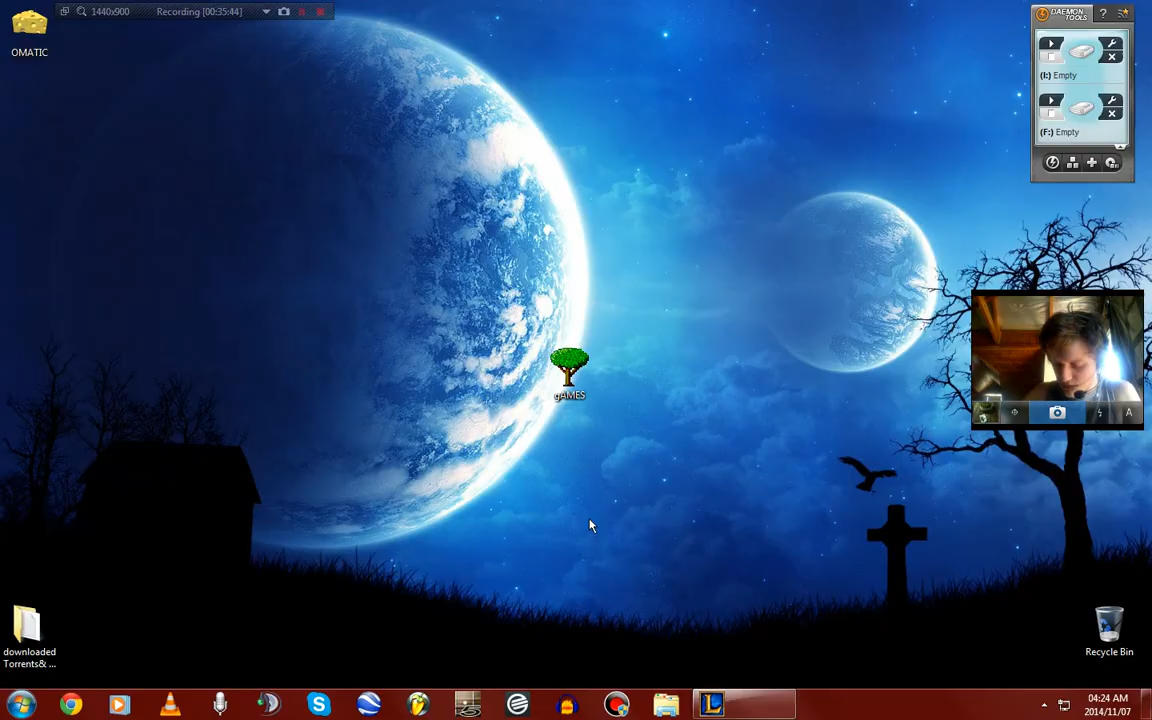 1440x900 Recording [00:35:44]
OMATIC
DAEMON
TOOLS
?
(I:) Empty
(F:) Empty
gAMES
A
downloaded
Torrents& ...
Recycle Bin
04:24 AM
2014/11/07